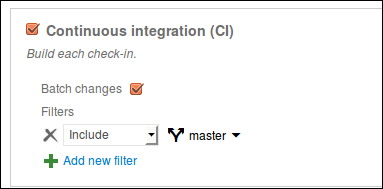 Continuous integration (CI)
Build each check-in.
Batch changes
Filters
Include master
Add new filter